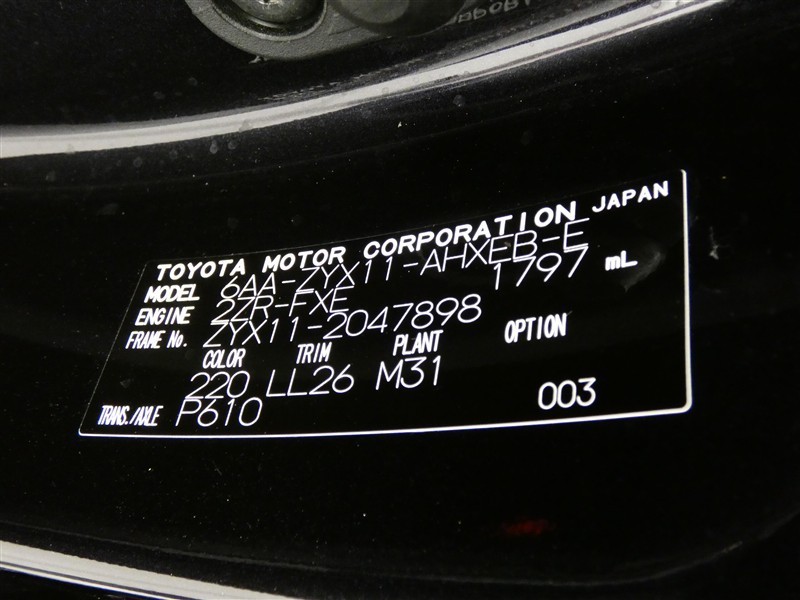 TOYOTA MOTOR CORPORATION JAPAN
MODEL 6AA-ZYX11-AHXEB-E
ENGINE 2ZR-FXE 1797 mL
FRAME No. ZYX11-2047898
COLOR TRIM PLANT OPTION
220 LL26 M31
TRANS./AXLE P610 003